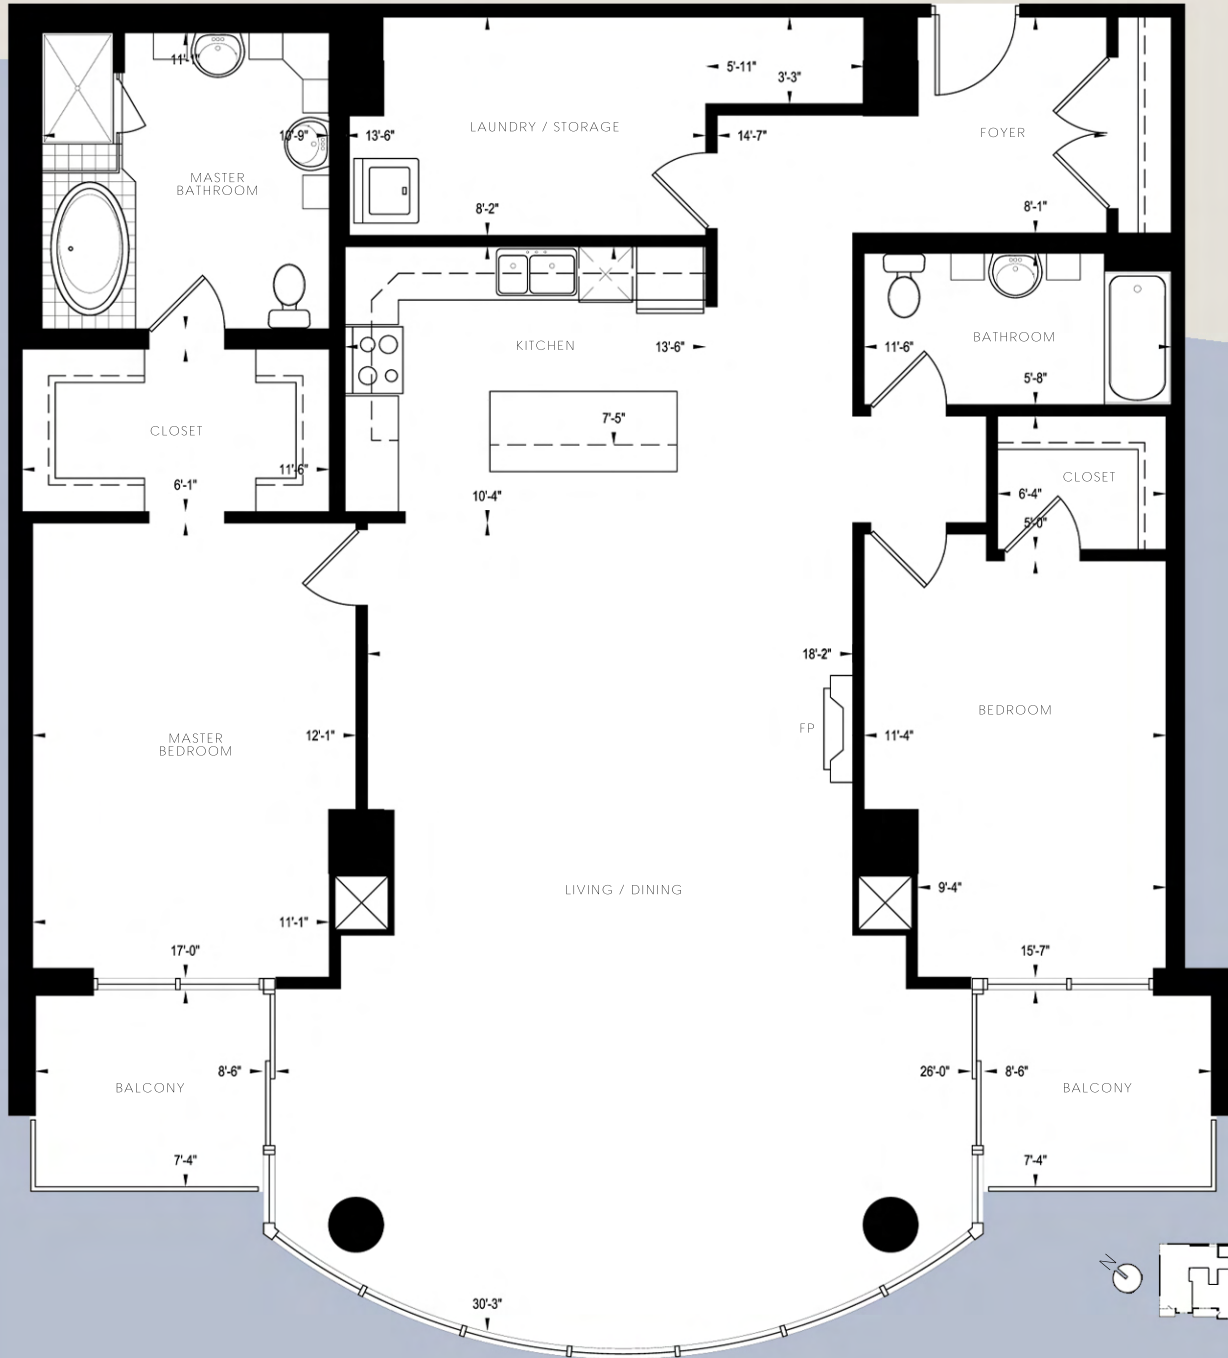 11'-1"
5'-11"
3'-3"
10'-9"
13'-6"
LAUNDRY / STORAGE
14'-7"
FOYER
MASTER
BATHROOM
8'-2"
8'-1"
KITCHEN
13'-6"
BATHROOM
11'-6"
5'-8"
7'-5"
CLOSET
11'-6"
6'-1"
10'-4"
CLOSET
6'-4"
5'-0"
18'-2"
BEDROOM
FP
MASTER
BEDROOM
12'-1"
11'-4"
LIVING / DINING
9'-4"
11'-1"
17'-0"
15'-7"
8'-6"
26'-0"
8'-6"
BALCONY
BALCONY
7'-4"
7'-4"
N
30'-3"